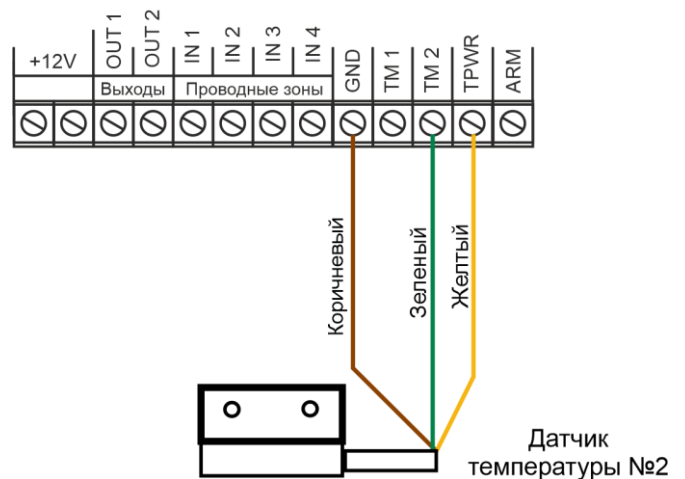 +12V
OUT 1
OUT 2
IN 1
IN 2
IN 3
IN 4
GND
TM 1
TM 2
TPWR
ARM
Выходы
Проводные зоны
Коричневый
Зеленый
Желтый
Датчик
температуры №2